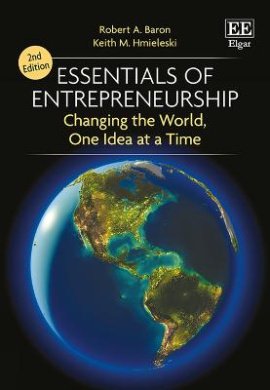 Robert A. Baron
Keith M. Hmieleski
EE
Elgar
2nd
Edition
ESSENTIALS OF
ENTREPRENEURSHIP
Changing the World,
One Idea at a Time